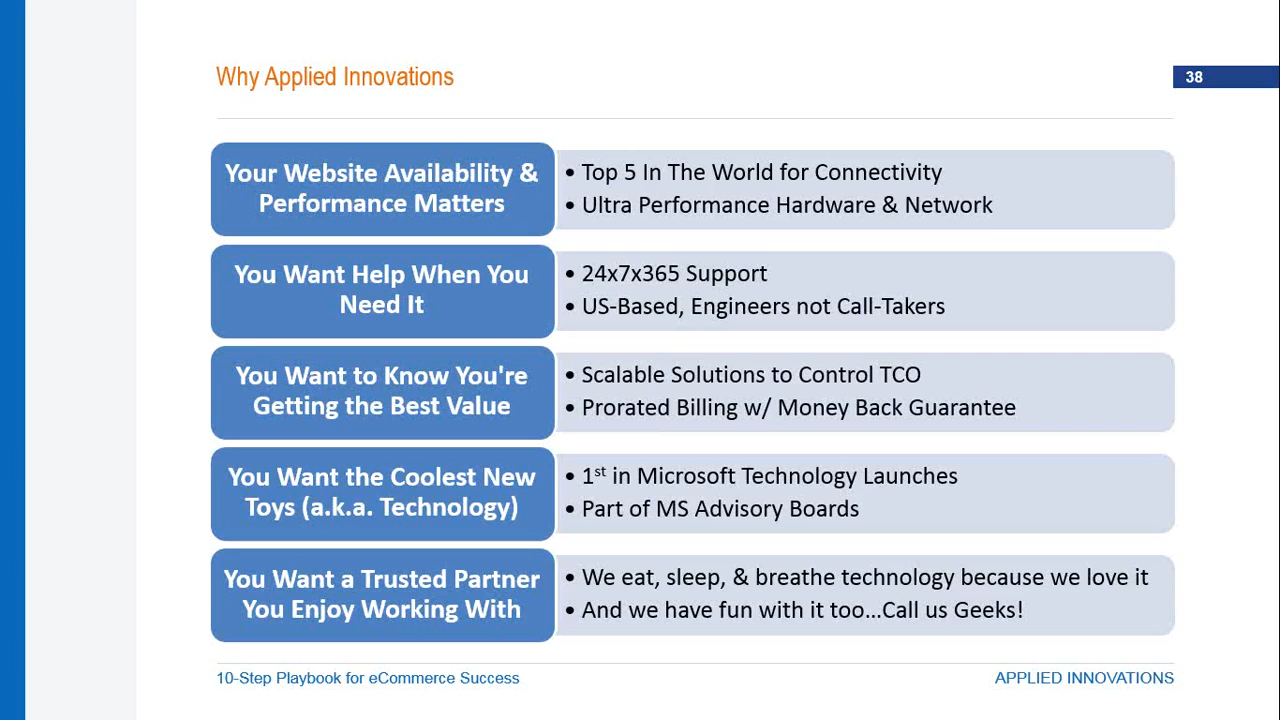 Why Applied Innovations
38
Your Website Availability &
Performance Matters
• Top 5 In The World for Connectivity
• Ultra Performance Hardware & Network
You Want Help When You
Need It
• 24x7x365 Support
• US-Based, Engineers not Call-Takers
You Want to Know You're
Getting the Best Value
• Scalable Solutions to Control TCO
• Prorated Billing w/ Money Back Guarantee
You Want the Coolest New
Toys (a.k.a. Technology)
• 1st in Microsoft Technology Launches
• Part of MS Advisory Boards
You Want a Trusted Partner
You Enjoy Working With
• We eat, sleep, & breathe technology because we love it
• And we have fun with it too...Call us Geeks!
10-Step Playbook for eCommerce Success
APPLIED INNOVATIONS